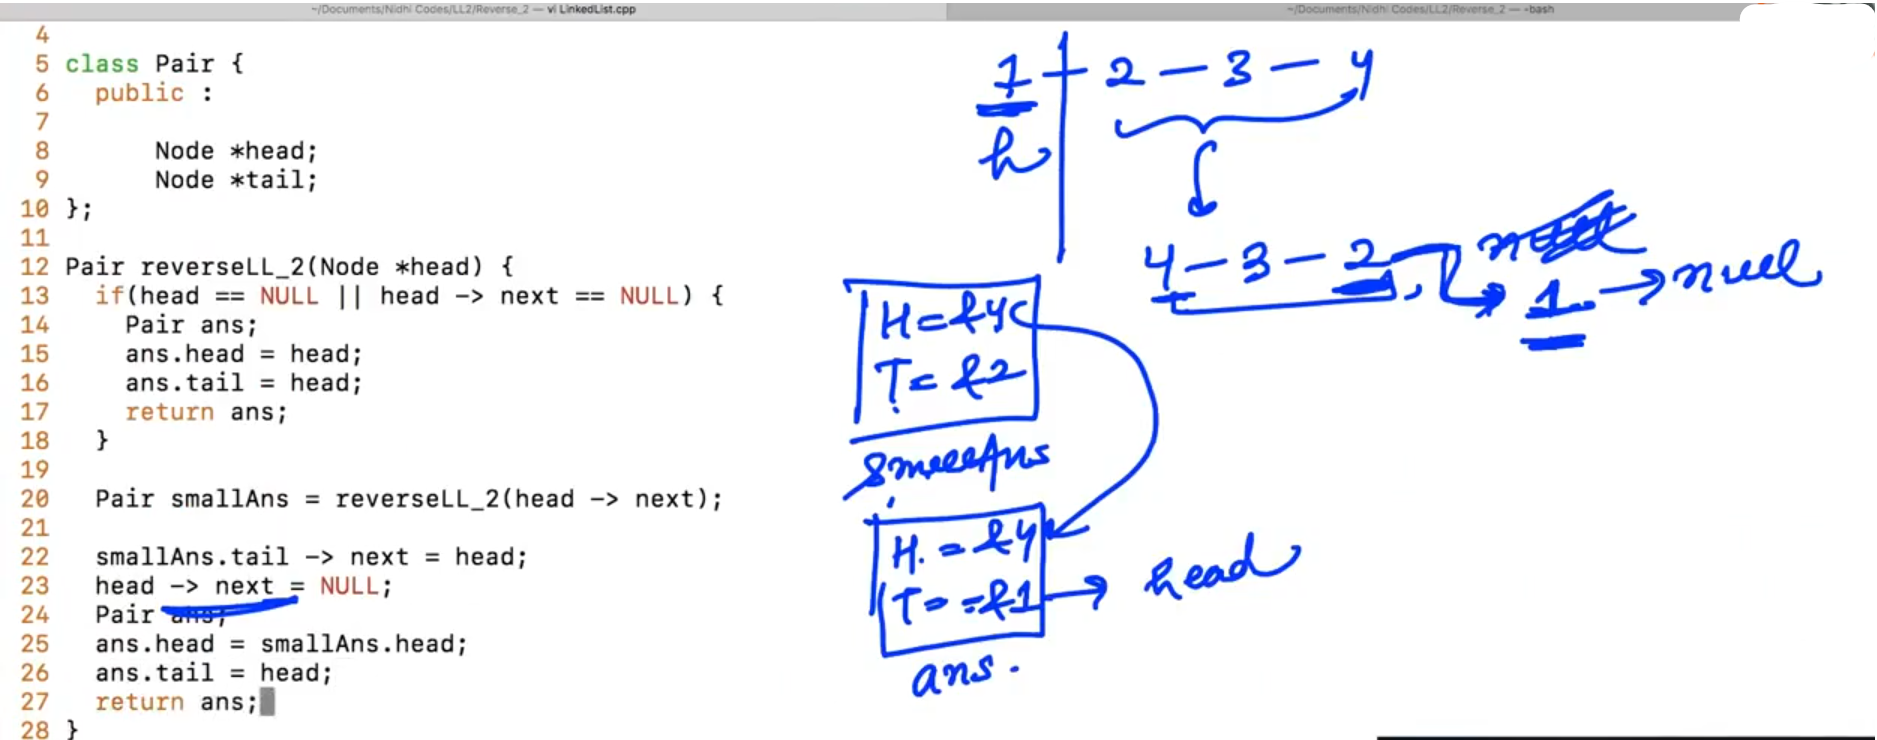 ~/Documents/Nidhi Codes/LL2/Reverse_2 — vi LinkedList.cpp
~/Documents/Nidhi Codes/LL2/Reverse_2 — -bash
4
5 class Pair {
6 public :
7
8 Node *head;
9 Node *tail;
10 };
11
12 Pair reverseLL_2(Node *head) {
13 if(head == NULL || head -> next == NULL) {
14 Pair ans;
15 ans.head = head;
16 ans.tail = head;
17 return ans;
18 }
19
20 Pair smallAns = reverseLL_2(head -> next);
21
22 smallAns.tail -> next = head;
23 head -> next = NULL;
24 Pair ans;
25 ans.head = smallAns.head;
26 ans.tail = head;
27 return ans;
28 }
1 - 2 - 3 - 4
h
4 - 3 - 2 null
1 → null
H = &4
T = &2
smallAns
H = &4
T = &1 → head
ans.